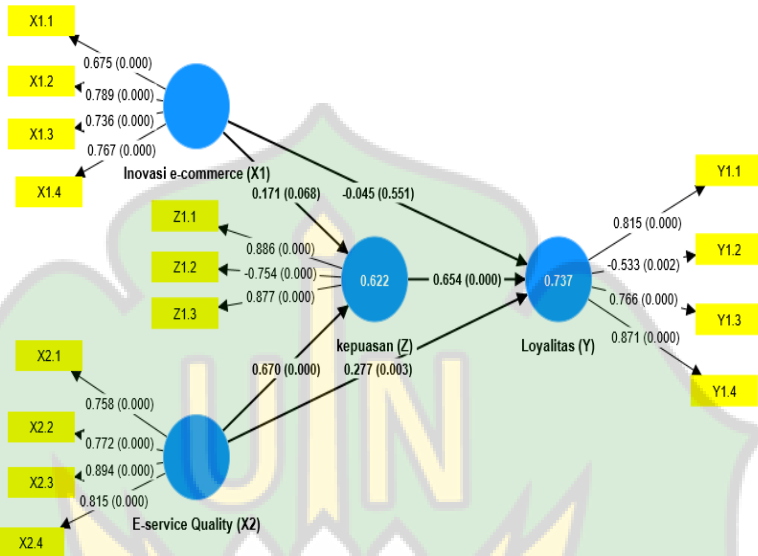 X1.1
0.675 (0.000)
X1.2
0.789 (0.000)
X1.3
0.736 (0.000)
0.767 (0.000)
X1.4
Inovasi e-commerce (X1)
0.171 (0.068)
-0.045 (0.551)
Z1.1
0.886 (0.000)
Z1.2
-0.754 (0.000)
Z1.3
0.877 (0.000)
0.622
kepuasan (Z)
0.654 (0.000)
0.737
Loyalitas (Y)
Y1.1
0.815 (0.000)
Y1.2
-0.533 (0.002)
0.766 (0.000)
Y1.3
0.871 (0.000)
Y1.4
0.670 (0.000)
0.277 (0.003)
X2.1
0.758 (0.000)
X2.2
0.772 (0.000)
X2.3
0.894 (0.000)
0.815 (0.000)
X2.4
E-service Quality (X2)
UIN